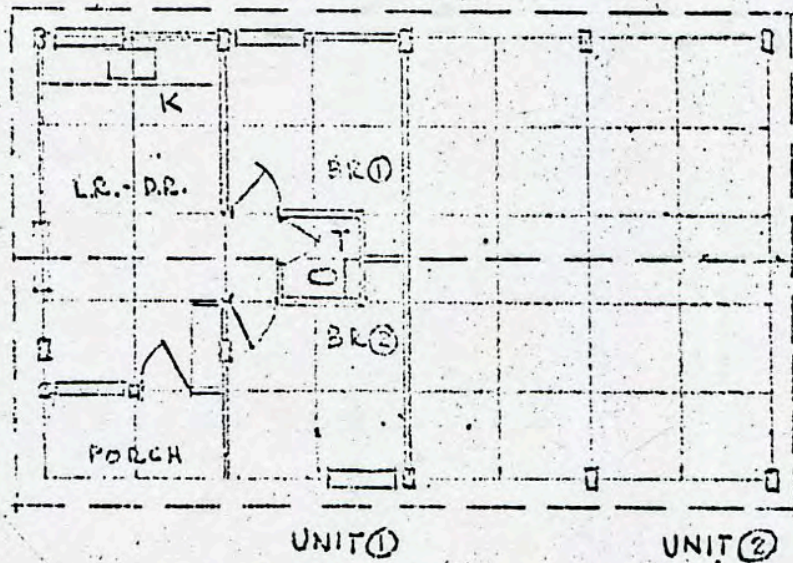 K
BR①
L.R.-D.R.
T
BR②
PORCH
UNIT① UNIT②